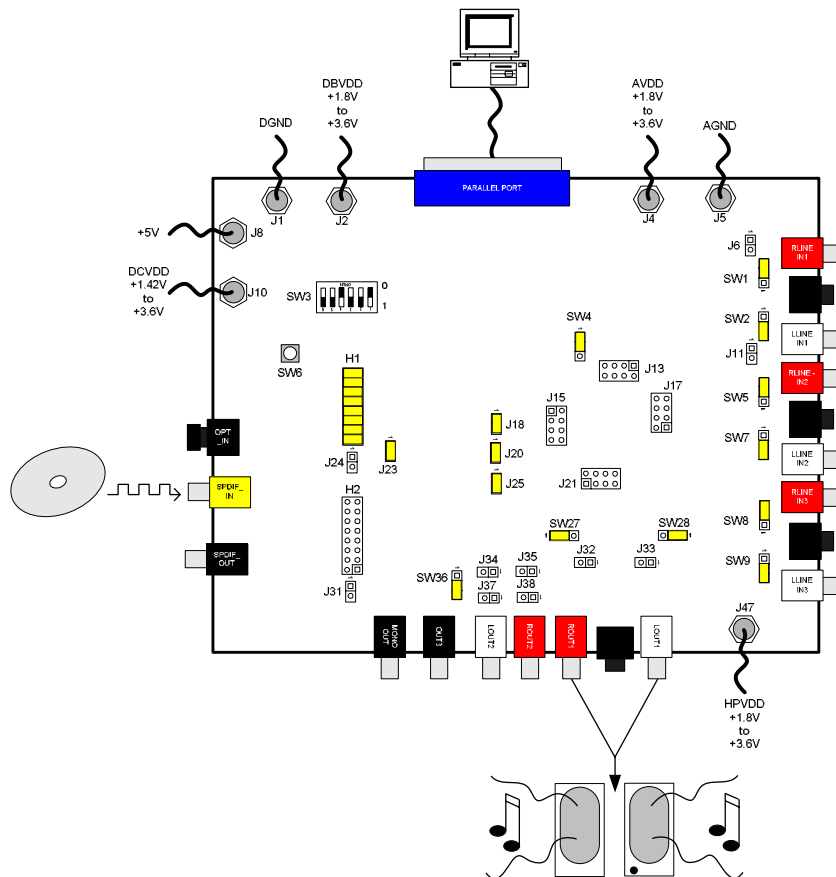 DBVDD
+1.8V
to
+3.6V
AVDD
+1.8V
to
+3.6V
DGND
AGND
PARALLEL PORT
J1
J2
J4
J5
+5V
J8
J6
RLINE
IN1
DCVDD
+1.42V
to
+3.6V
J10
SW3
0
1
SW1
SW2
LLINE
IN1
J11
SW4
SW6
H1
J13
RLINE -
IN2
SW5
J15
J17
OPT
_IN
J18
SW7
J24
J23
J20
LLINE
IN2
SPDIF_
IN
J25
J21
RLINE
IN3
H2
SW8
SW27
SW28
SPDIF_
OUT
J34
J35
J32
J33
SW9
SW36
J37
J38
LLINE
IN3
J31
J47
MONO
OUT
OUT3
LOUT2
ROUT2
ROUT1
LOUT1
HPVDD
+1.8V
to
+3.6V